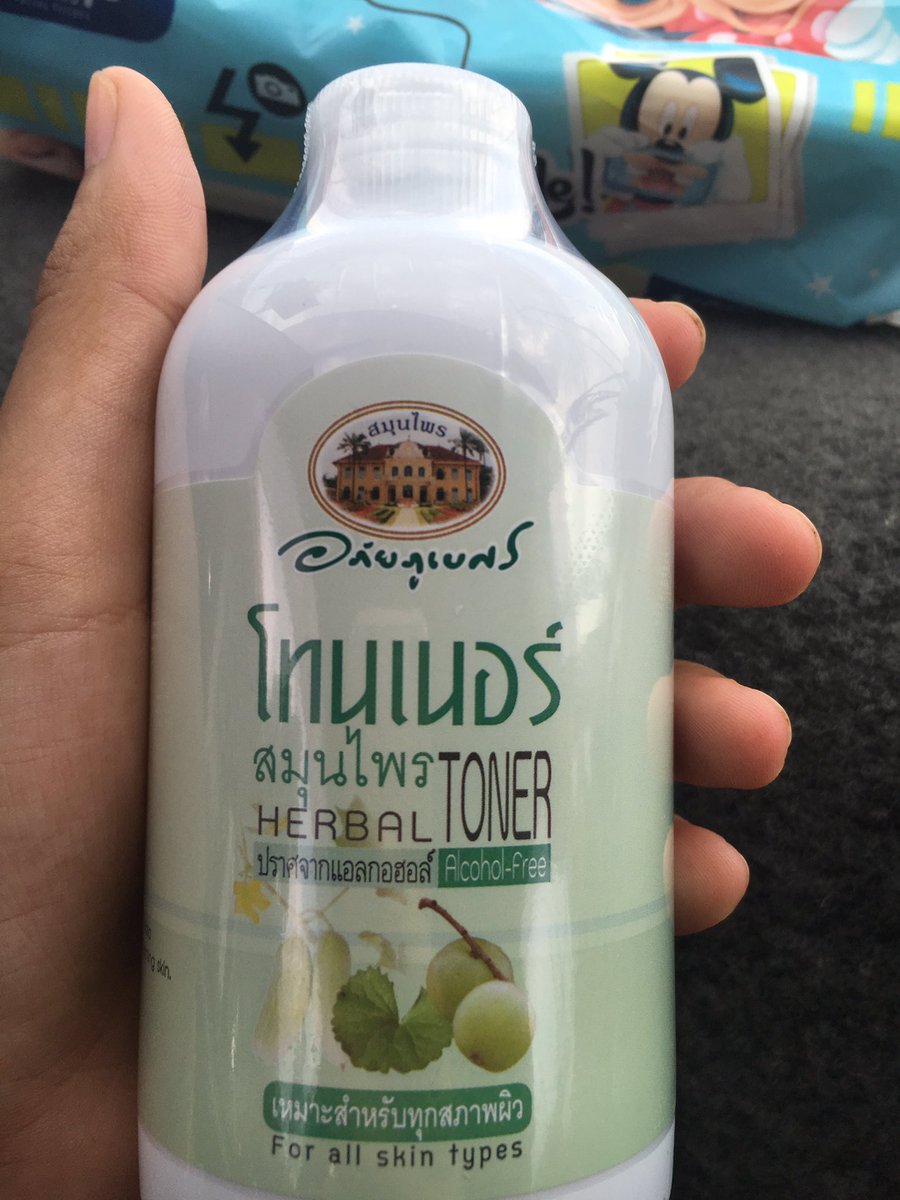 สมุนไพร
อภัยภูเบศร
โทนเนอร์
สมุนไพร
HERBAL TONER
ปราศจากแอลกอฮอล์ Alcohol-Free
skin.
เหมาะสำหรับทุกสภาพผิว
For all skin types